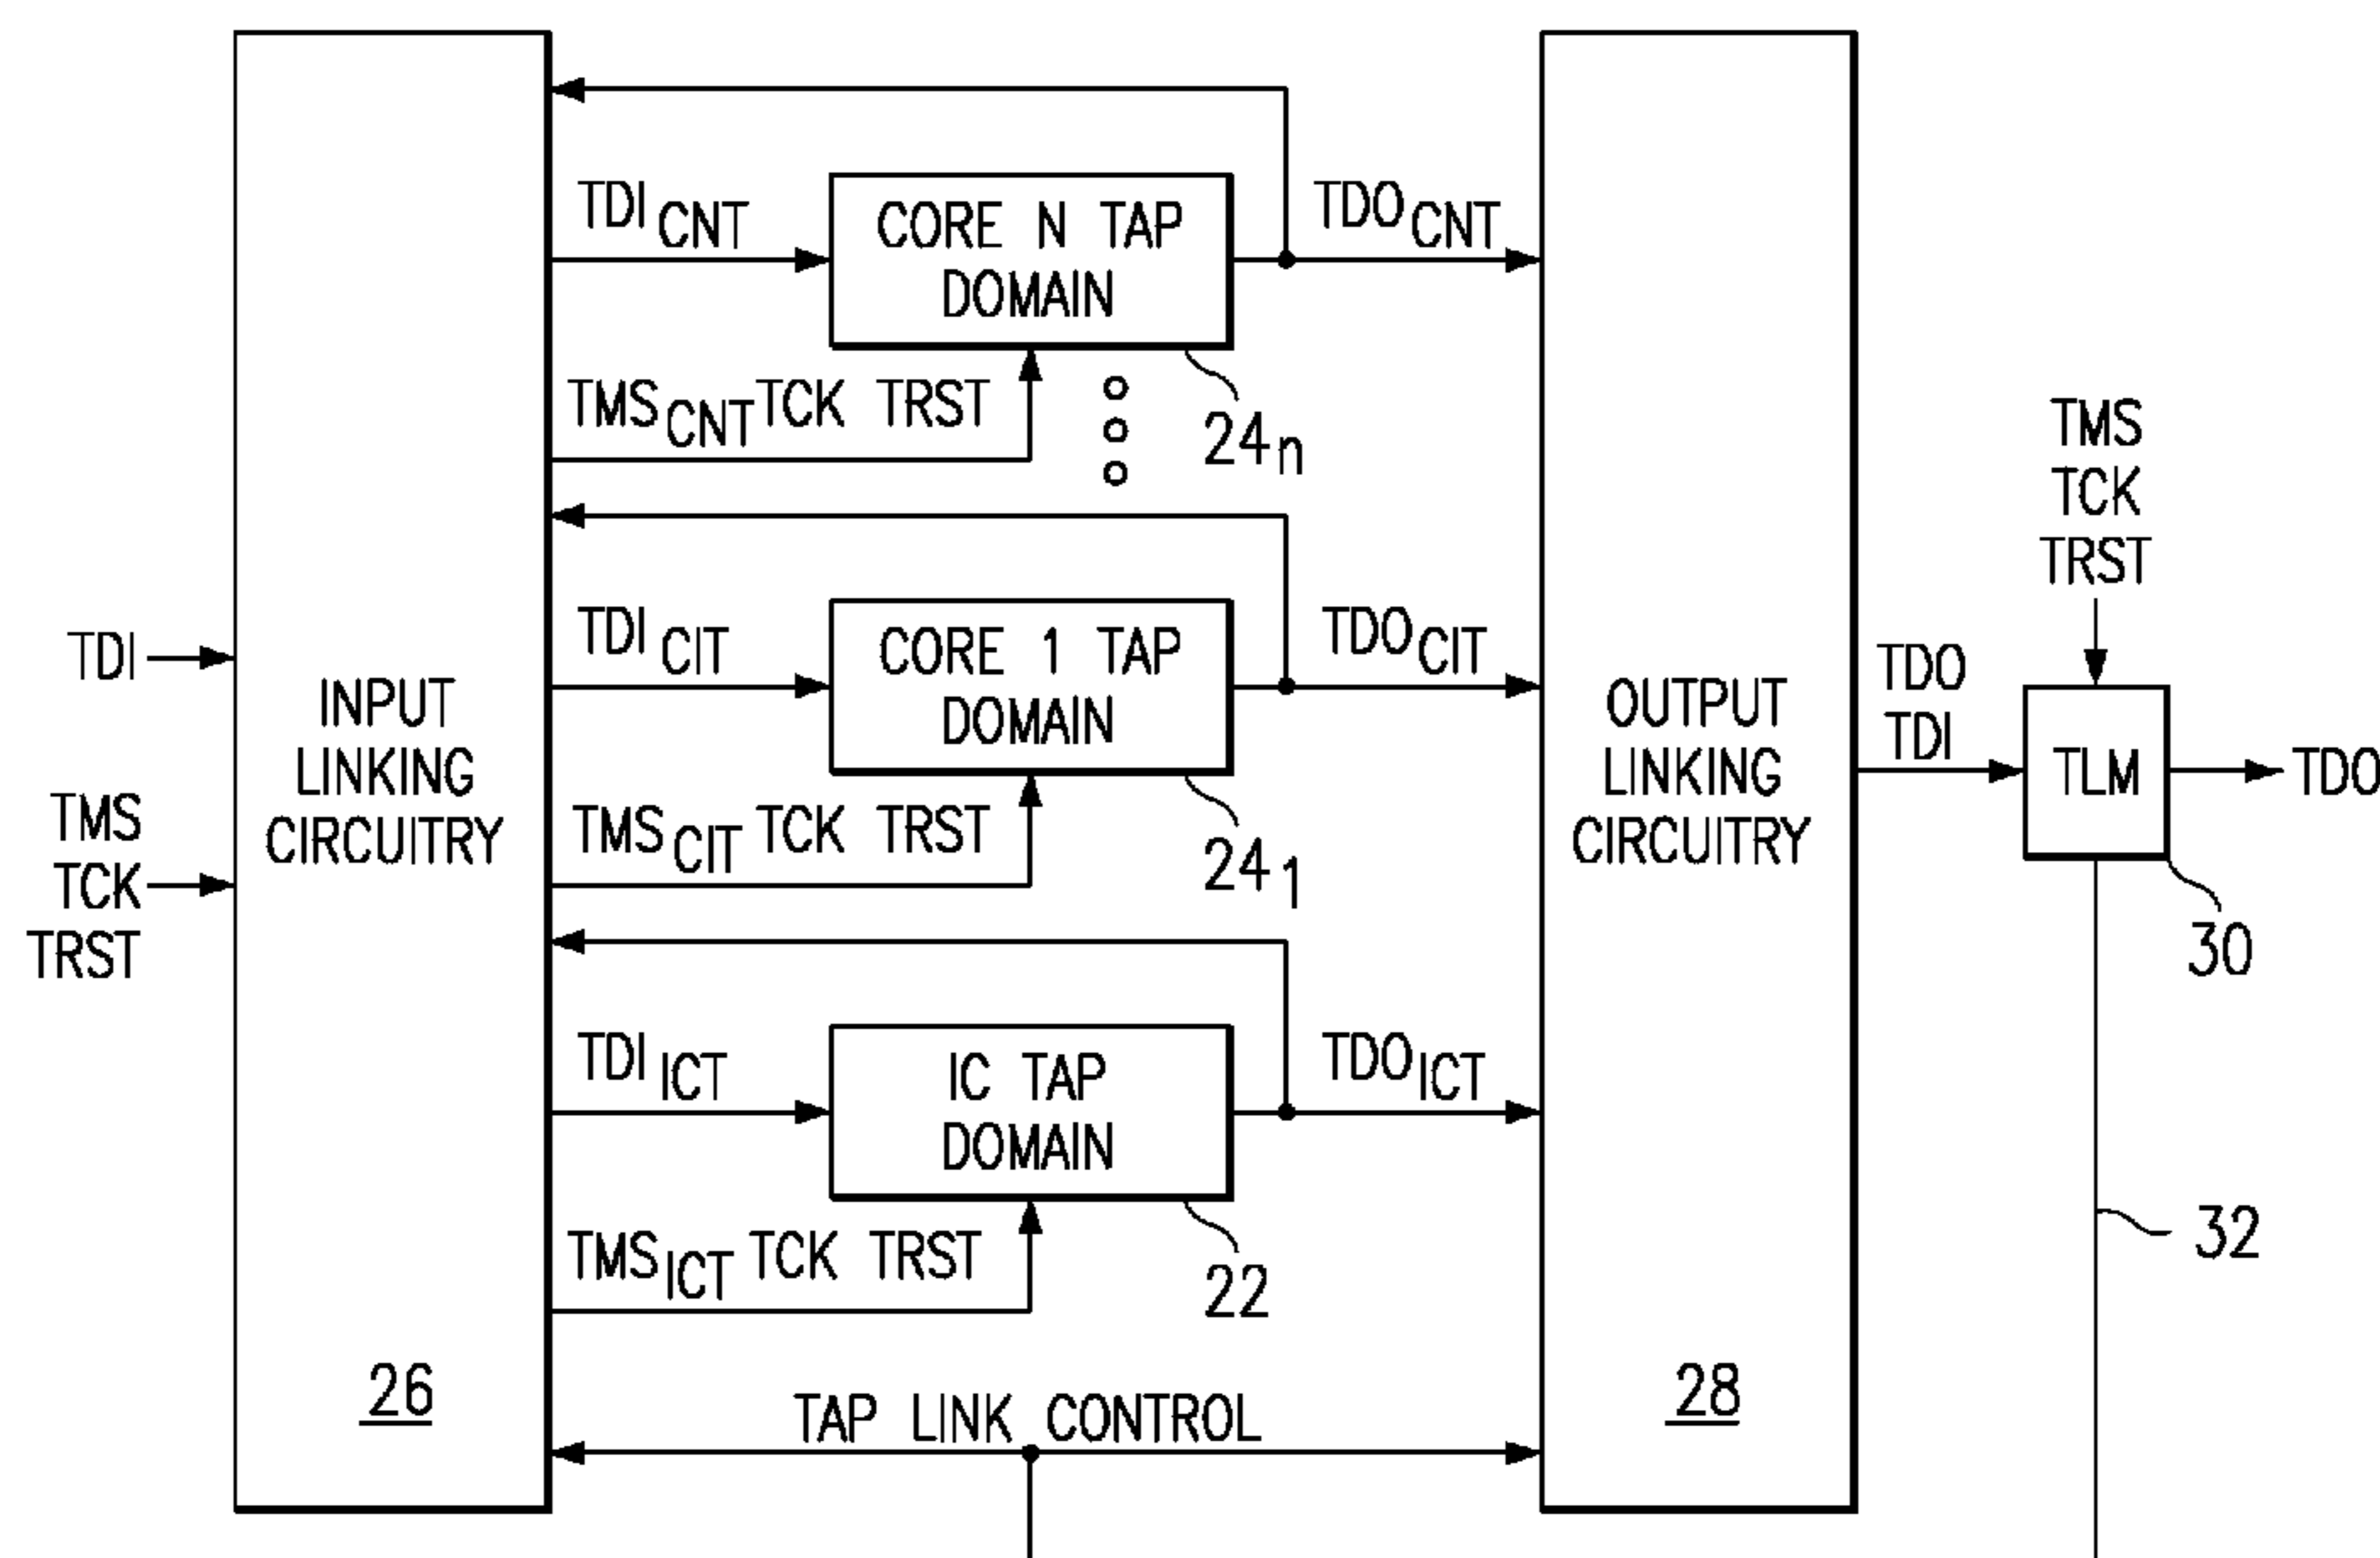 TDI
TMS
TCK
TRST
INPUT
LINKING
CIRCUITRY
26
TDI CNT
CORE N TAP
DOMAIN
TDO CNT
TMS CNT TCK TRST
24n
TDI CIT
CORE 1 TAP
DOMAIN
TDO CIT
TMS CIT TCK TRST
241
TDI ICT
IC TAP
DOMAIN
TDO ICT
TMS ICT TCK TRST
22
TAP LINK CONTROL
OUTPUT
LINKING
CIRCUITRY
28
TDO
TDI
TMS
TCK
TRST
TLM
TDO
30
32